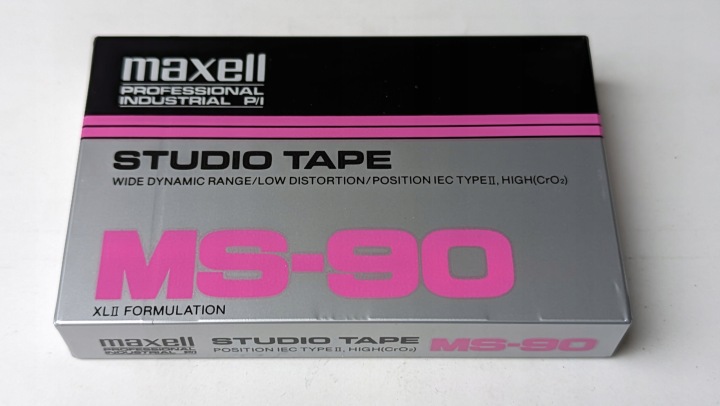 maxell
PROFESSIONAL
INDUSTRIAL P/I
STUDIO TAPE
WIDE DYNAMIC RANGE/LOW DISTORTION/POSITION IEC TYPEⅡ, HIGH(CrO₂)
MS-90
XLⅡ FORMULATION
maxell
PROFESSIONAL
INDUSTRIAL P/I
STUDIO TAPE
POSITION IEC TYPEⅡ, HIGH(CrO₂)
MS-90